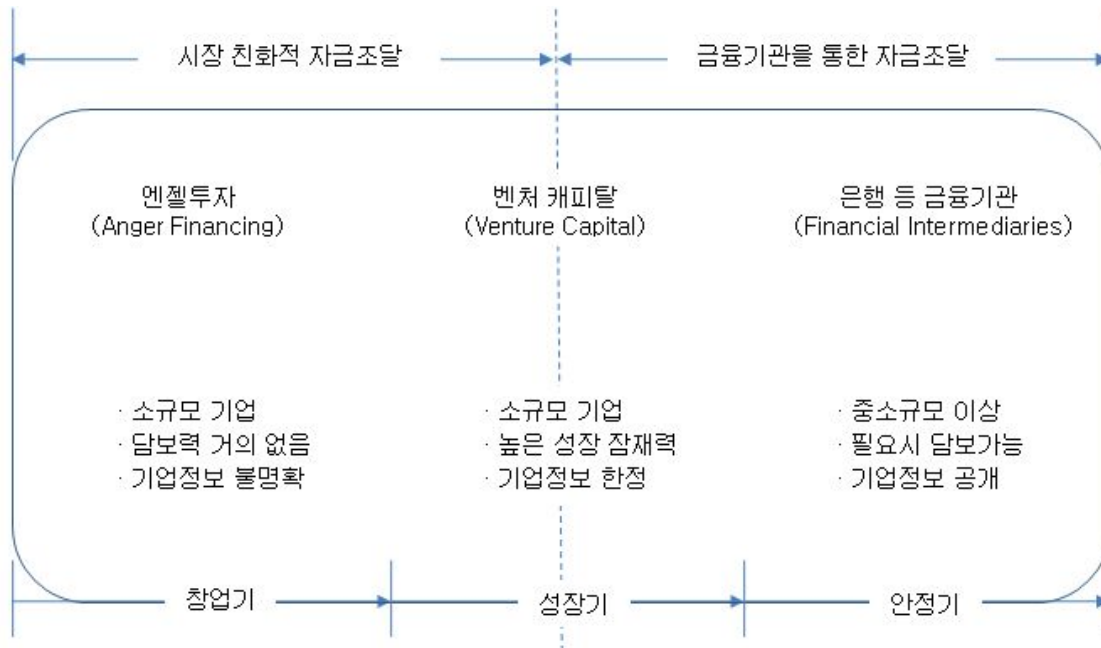 시장 친화적 자금조달
금융기관을 통한 자금조달
엔젤투자
(Anger Financing)
벤처 캐피탈
(Venture Capital)
은행 등 금융기관
(Financial Intermediaries)
· 소규모 기업
· 담보력 거의 없음
· 기업정보 불명확
· 소규모 기업
· 높은 성장 잠재력
· 기업정보 한정
· 중소규모 이상
· 필요시 담보가능
· 기업정보 공개
창업기
성장기
안정기